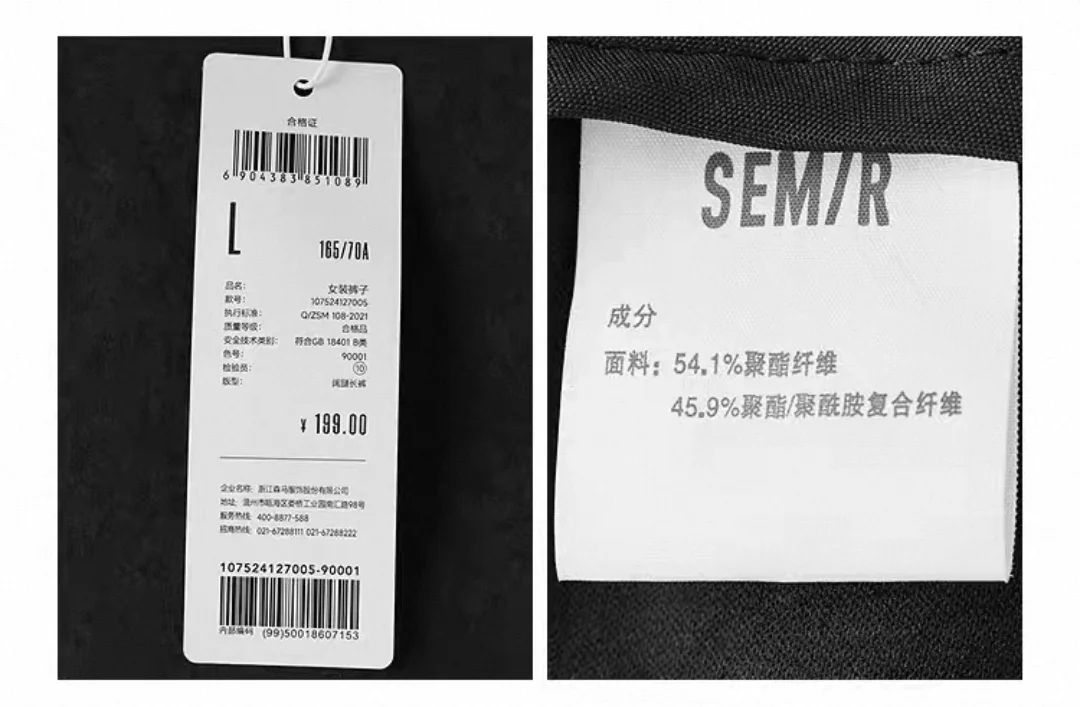 合格证
6 904383 851089
L
165/70A
品名: 女装裤子
款号: 107524127005
执行标准: Q/ZSM 108-2021
质量等级: 合格品
安全技术类别: 符合GB 18401 B类
色号: 90001
检验员: ⑩
版型: 阔腿长裤
¥ 199.00
企业名称: 浙江森马服饰股份有限公司
地址: 温州市瓯海区娄桥工业园南汇路98号
服务热线: 400-8877-588
招商热线: 021-67288111 021-67288222
107524127005-90001
内部编码 (99)50018607153
SEM/R
成分
面料: 54.1%聚酯纤维
45.9%聚酯/聚酰胺复合纤维